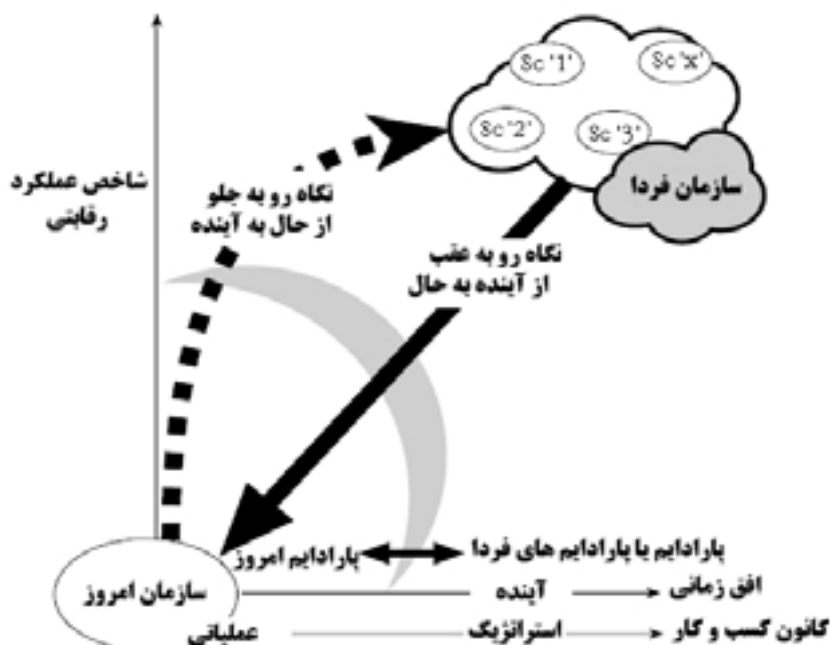 Sc '1'
Sc 'x'
Sc '2'
Sc '3'
سازمان فردا
شاخص عملکرد
رقابتی
نگاه رو به جلو
از حال به آینده
نگاه رو به عقب
از آینده به حال
پارادایم امروز
پارادایم یا پارادایم های فردا
سازمان امروز
آینده
افق زمانی
عملیاتی
استراتژیک
کانون کسب و کار